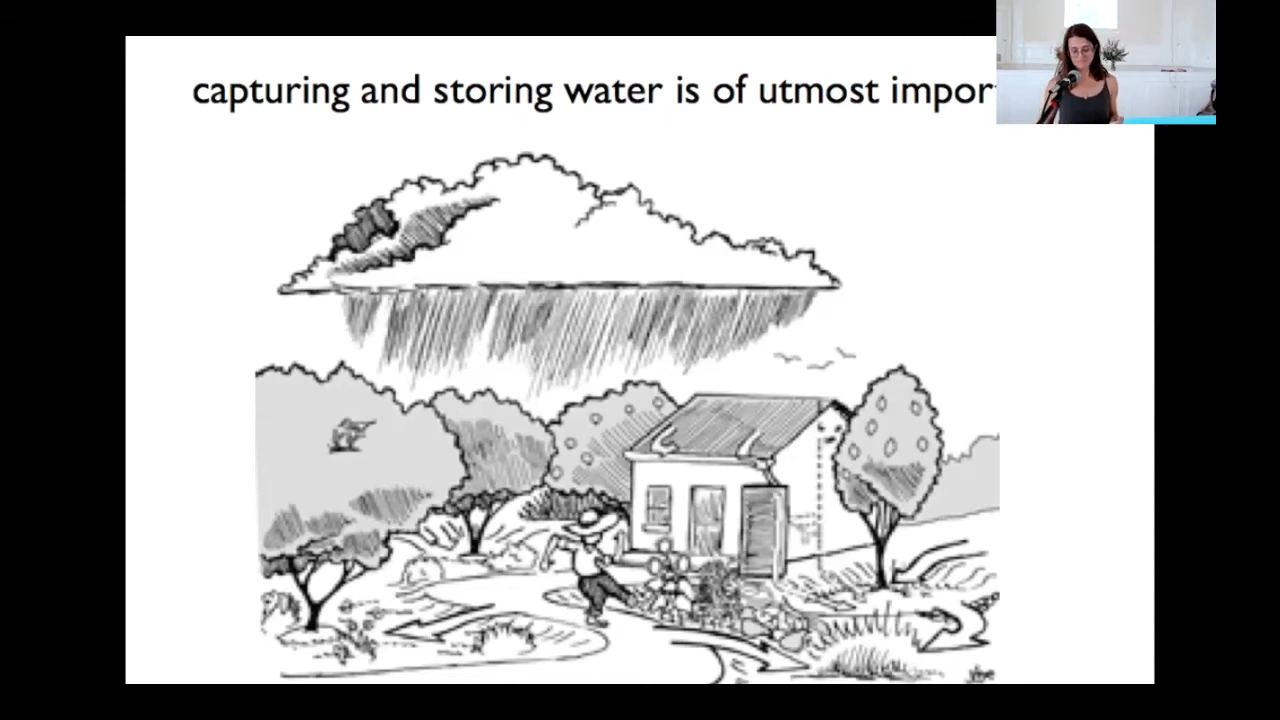 capturing and storing water is of utmost impor